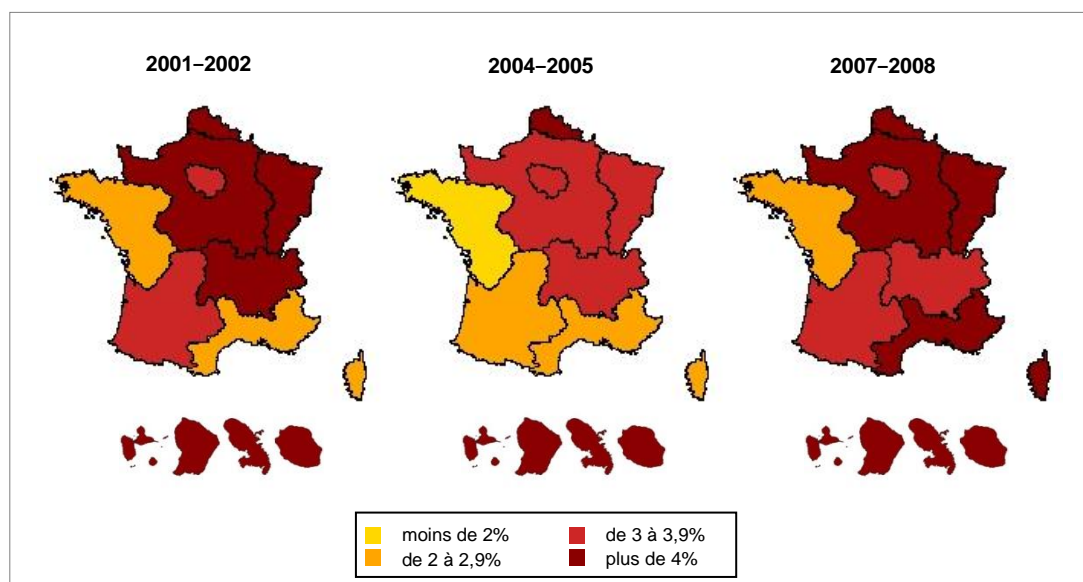 2001–2002
2004–2005
2007–2008
moins de 2%
de 2 à 2,9%
de 3 à 3,9%
plus de 4%